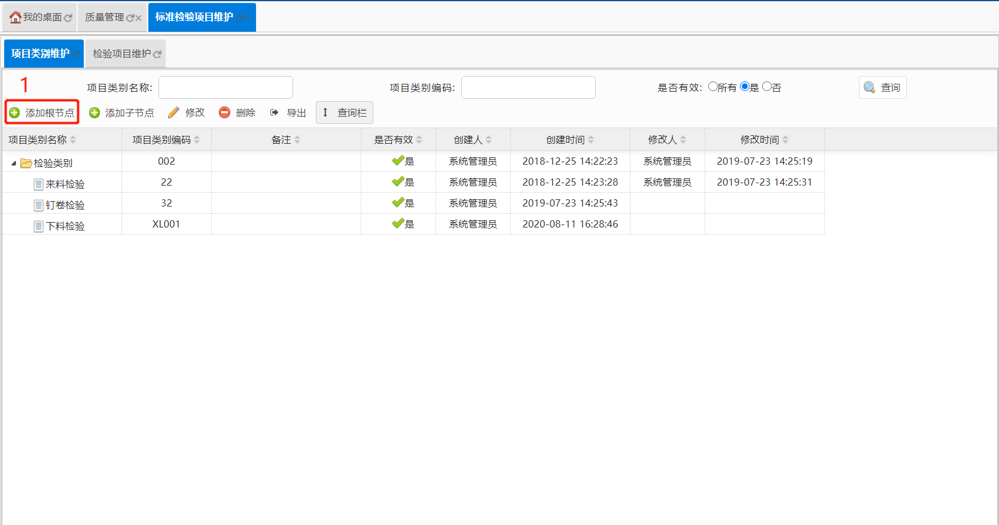 我的桌面 质量管理 标准检验项目维护
项目类别维护 检验项目维护
1 项目类别名称: 项目类别编码: 是否有效: 所有 是 否 查询
添加根节点 添加子节点 修改 删除 导出 查询栏
项目类别名称 项目类别编码 备注 是否有效 创建人 创建时间 修改人 修改时间
检验类别 002 是 系统管理员 2018-12-25 14:22:23 系统管理员 2019-07-23 14:25:19
来料检验 22 是 系统管理员 2018-12-25 14:23:28 系统管理员 2019-07-23 14:25:31
钉卷检验 32 是 系统管理员 2019-07-23 14:25:43
下料检验 XL001 是 系统管理员 2020-08-11 16:28:46